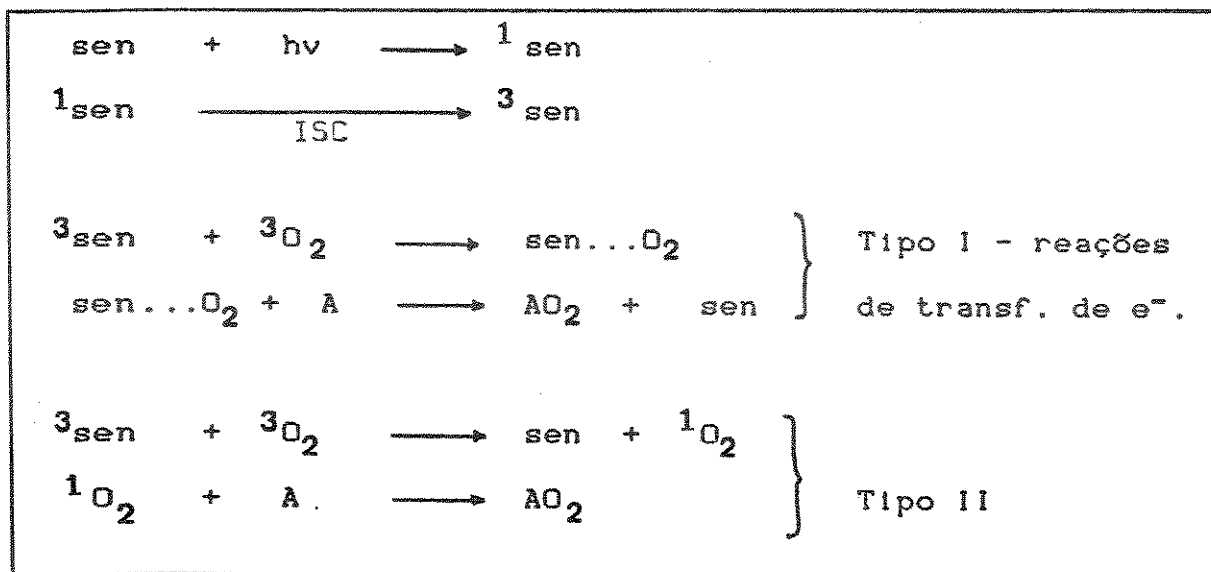 sen + hν ⟶ ¹sen
¹sen ⟶ ³sen
ISC
³sen + ³O₂ ⟶ sen...O₂ Tipo I - reações
sen...O₂ + A ⟶ AO₂ + sen de transf. de e⁻.
³sen + ³O₂ ⟶ sen + ¹O₂
¹O₂ + A. ⟶ AO₂ Tipo II